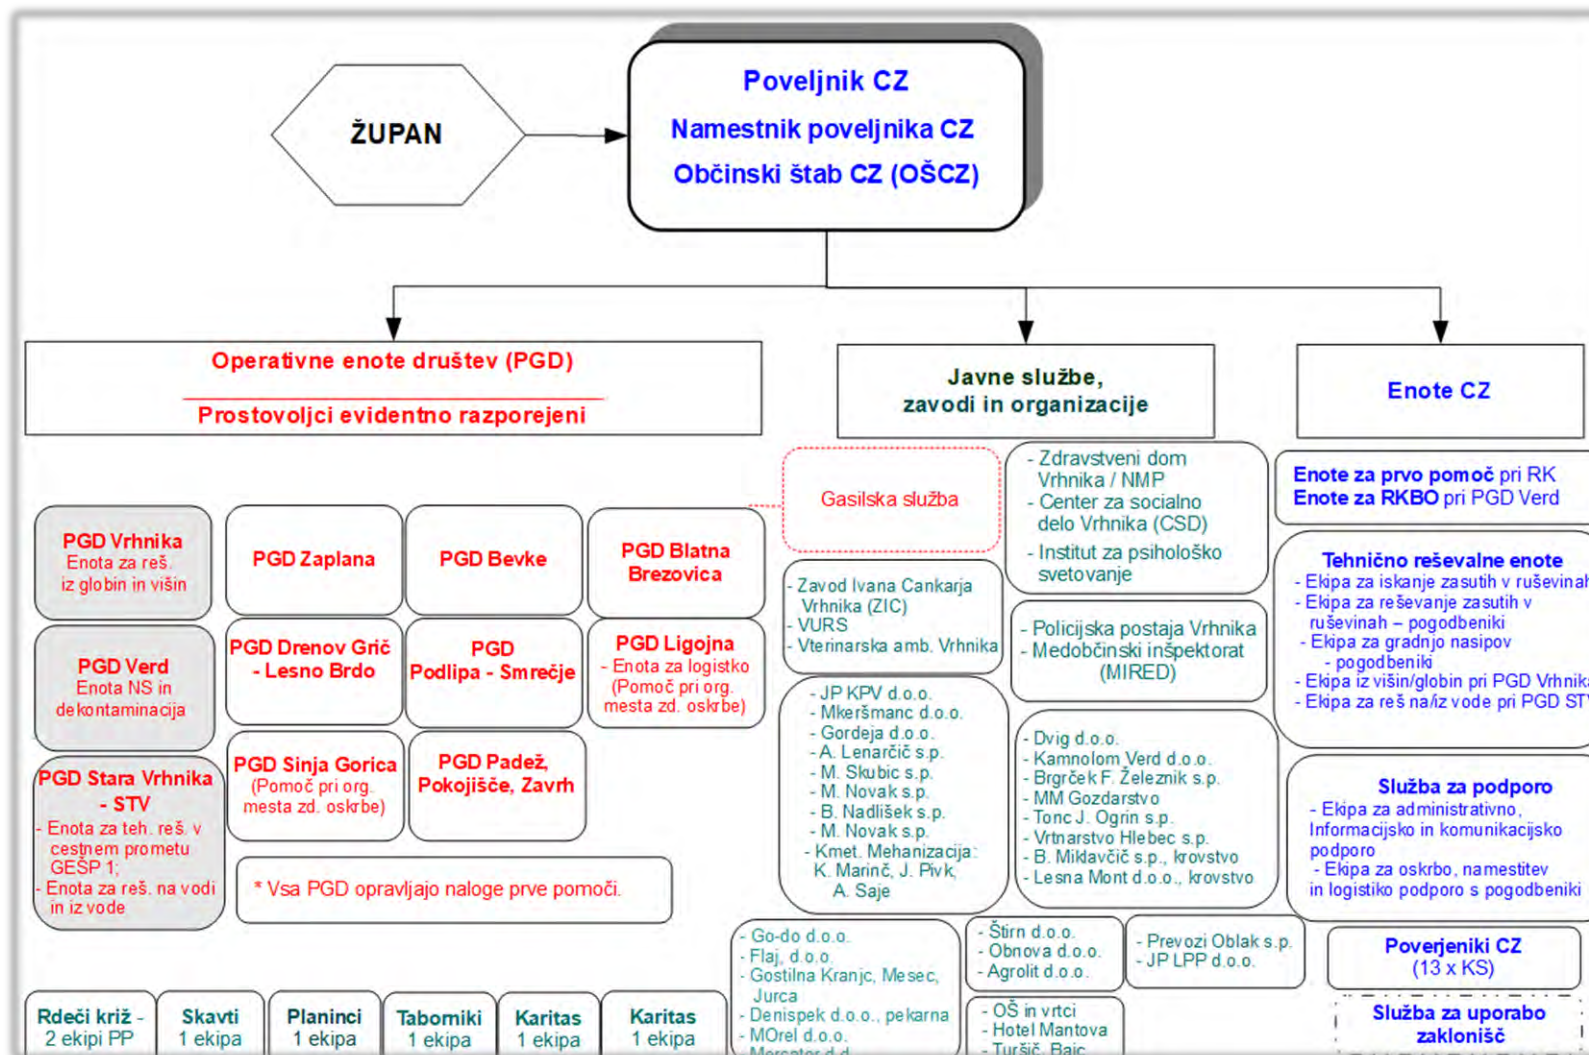 ŽUPAN
Poveljnik CZ
Namestnik poveljnika CZ
Občinski štab CZ (OŠCZ)
Operativne enote društev (PGD)
Prostovoljci evidentno razporejeni
Javne službe,
zavodi in organizacije
Enote CZ
PGD Vrhnika
Enota za reš.
iz globin in višin
PGD Zaplana
PGD Bevke
PGD Blatna
Brezovica
PGD Verd
Enota NS in
dekontaminacija
PGD Drenov Grič
- Lesno Brdo
PGD
Podlipa - Smrečje
PGD Ligojna
- Enota za logistko
(Pomoč pri org.
mesta zd. oskrbe)
PGD Stara Vrhnika
- STV
- Enota za teh. reš. v
cestnem prometu
GEŠP 1;
- Enota za reš. na vodi
in iz vode
PGD Sinja Gorica
(Pomoč pri org.
mesta zd. oskrbe)
PGD Padež,
Pokojišče, Zavrh
* Vsa PGD opravljajo naloge prve pomoči.
Rdeči križ -
2 ekipi PP
Skavti
1 ekipa
Planinci
1 ekipa
Taborniki
1 ekipa
Karitas
1 ekipa
Karitas
1 ekipa
Gasilska služba
- Zavod Ivana Cankarja
Vrhnika (ZIC)
- VURS
- Vterinarska amb. Vrhnika
- JP KPV d.o.o.
- Mkeršmanc d.o.o.
- Gordeja d.o.o.
- A. Lenarčič s.p.
- M. Skubic s.p.
- M. Novak s.p.
- B. Nadlišek s.p.
- M. Novak s.p.
- Kmet. Mehanizacija:
K. Marinč, J. Pivk,
A. Saje
- Go-do d.o.o.
- Flaj, d.o.o.
- Gostilna Kranjc, Mesec,
Jurca
- Denispek d.o.o., pekarna
- MOrel d.o.o.
- Mercator d.d.
- Zdravstveni dom
Vrhnika / NMP
- Center za socialno
delo Vrhnika (CSD)
- Institut za psihološko
svetovanje
- Policijska postaja Vrhnika
- Medobčinski inšpektorat
(MIRED)
- Dvig d.o.o.
- Kamnolom Verd d.o.o.
- Brgrček F. Železnik s.p.
- MM Gozdarstvo
- Tonc J. Ogrin s.p.
- Vrtnarstvo Hlebec s.p.
- B. Miklavčič s.p., krovstvo
- Lesna Mont d.o.o., krovstvo
- Štirn d.o.o.
- Obnova d.o.o.
- Agrolit d.o.o.
- Prevozi Oblak s.p.
- JP LPP d.o.o.
- OŠ in vrtci
- Hotel Mantova
- Turšič, Bajc
Enote za prvo pomoč pri RK
Enote za RKBO pri PGD Verd
Tehnično reševalne enote
- Ekipa za iskanje zasutih v ruševinah
- Ekipa za reševanje zasutih v
ruševinah – pogodbeniki
- Ekipa za gradnjo nasipov
- pogodbeniki
- Ekipa iz višin/globin pri PGD Vrhnika
- Ekipa za reš na/iz vode pri PGD STV
Služba za podporo
- Ekipa za administrativno,
Informacijsko in komunikacijsko
podporo
- Ekipa za oskrbo, namestitev
in logistiko podporo s pogodbeniki
Poverjeniki CZ
(13 x KS)
Služba za uporabo
zaklonišč